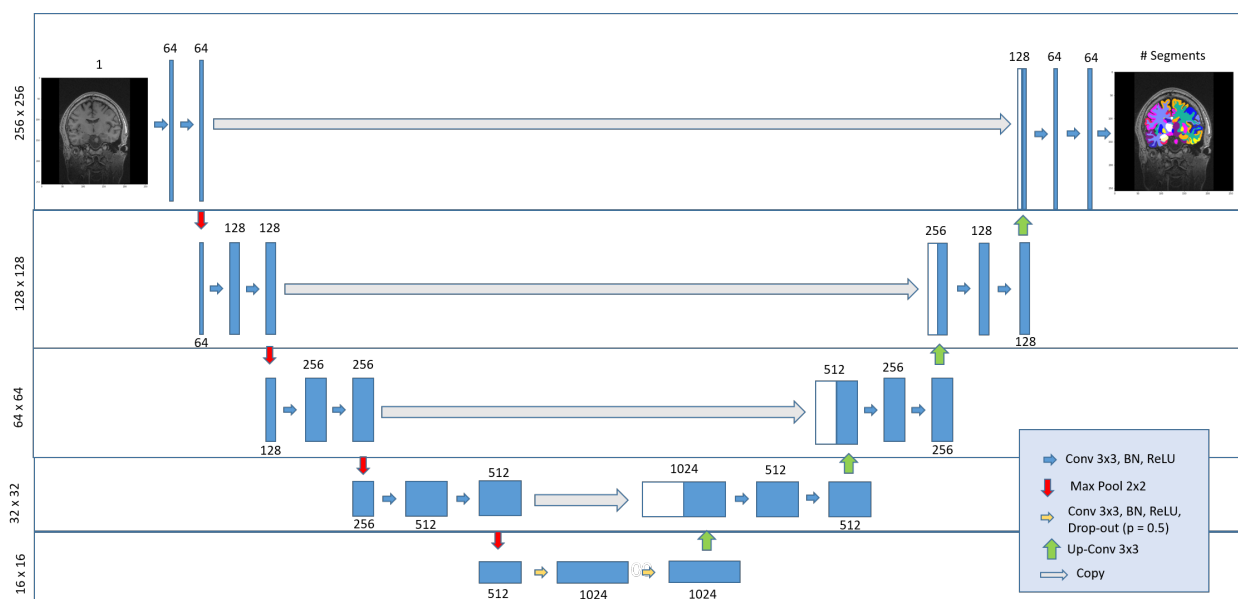 256 x 256
1
64
64
128
64
64
# Segments
128 x 128
64
128
128
256
128
128
64 x 64
128
256
256
512
256
256
32 x 32
256
512
512
1024
512
512
16 x 16
512
1024
1024
Conv 3x3, BN, ReLU
Max Pool 2x2
Conv 3x3, BN, ReLU,
Drop-out (p = 0.5)
Up-Conv 3x3
Copy